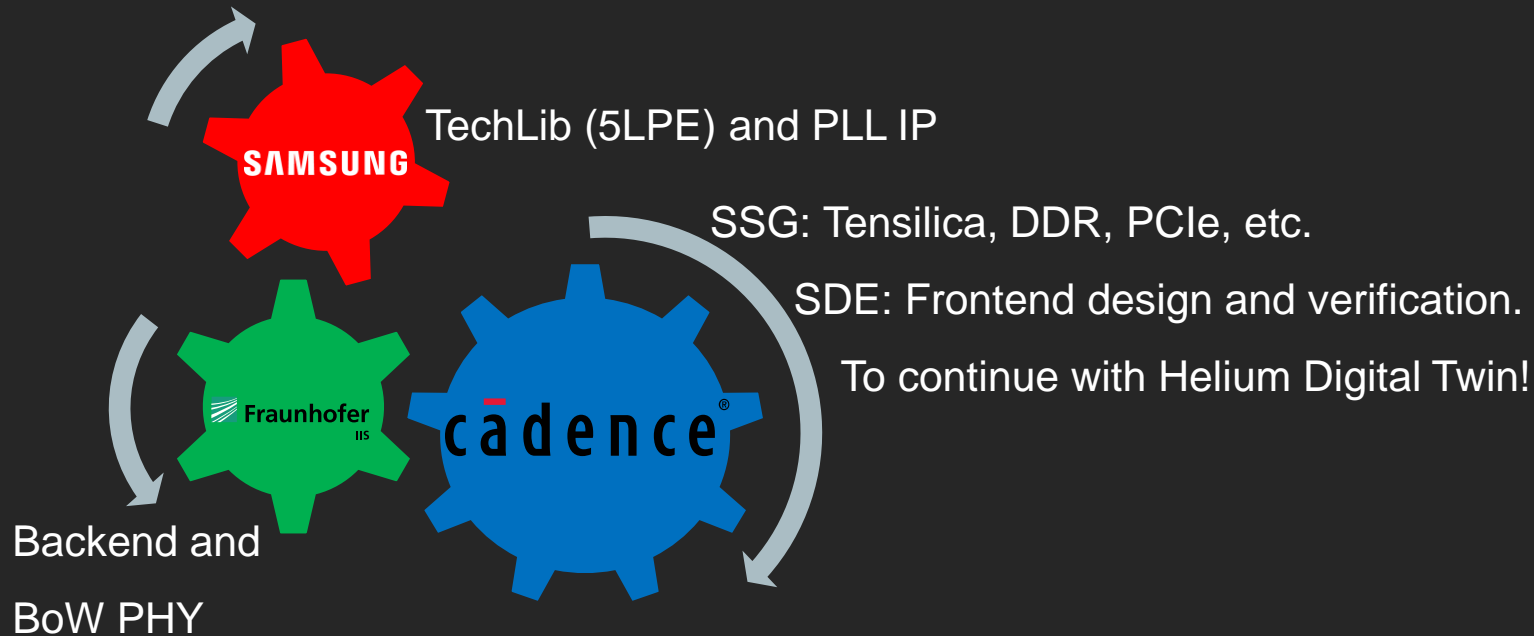 TechLib (5LPE) and PLL IP
SAMSUNG
SSG: Tensilica, DDR, PCIe, etc.
SDE: Frontend design and verification.
To continue with Helium Digital Twin!
Fraunhofer
IIS
cādence®
Backend and
BoW PHY